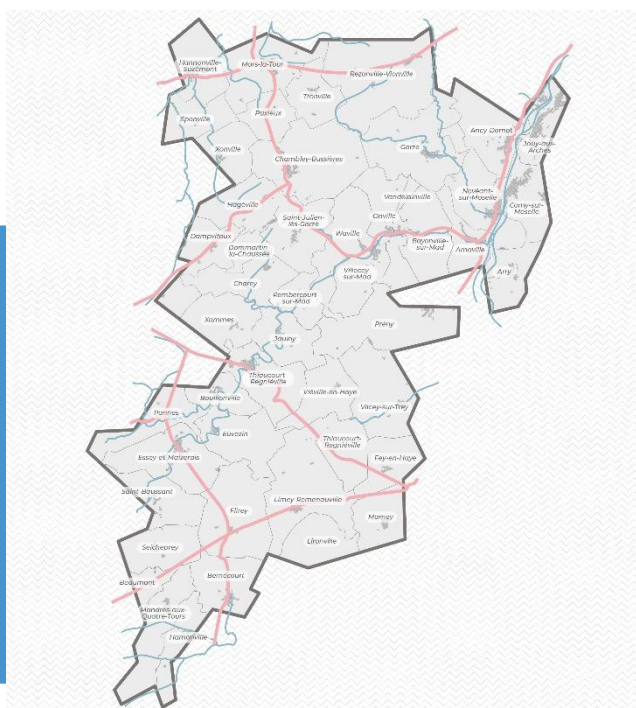 Hannonville-
Suzémont
Mars-la-Tour
Rezonville-Vionville
Tronville
Puxieux
Sponville
Ancy Dornot
Jouy-aux-
Arches
Xonville
Gorze
Chambley-Bussières
Novéant-
sur-Moselle
Corny-sur-
Moselle
Hagéville
Vandelainville
Saint-Julien-
lès-Gorze
Onville
Waville
Dampvitoux
Bayonville-
sur-Mad
Arnaville
Dommartin
la-Chaussée
Villecey
sur-Mad
Arry
Charey
Rembercourt
sur-Mad
Xammes
Prény
Jaulny
Thiaucourt
Regniéville
Viéville-en-Haye
Bouillonville
Pannes
Vilcey-sur-Trey
Euvezin
Thiaucourt-
Regniéville
Essey et Maizerais
Fey-en-Haye
Saint Baussant
Limey Remenauville
Flirey
Mamey
Lironville
Seicheprey
Beaumont
Bernécourt
Mandres-aux-
Quatre-Tours
Hamonville